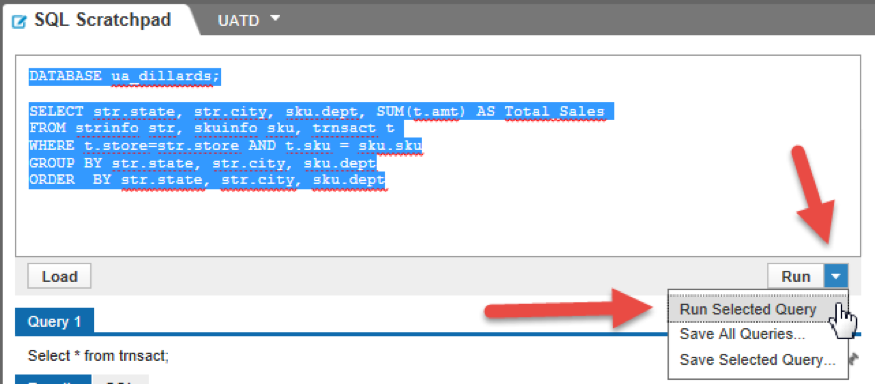 SQL Scratchpad
UATD
DATABASE ua_dillards;
SELECT str.state, str.city, sku.dept, SUM(t.amt) AS Total_Sales
FROM strinfo str, skuinfo sku, trnsact t
WHERE t.store=str.store AND t.sku = sku.sku
GROUP BY str.state, str.city, sku.dept
ORDER  BY str.state, str.city, sku.dept
Load
Run
Run Selected Query
Save All Queries...
Save Selected Query...
Query 1
Select * from trnsact;